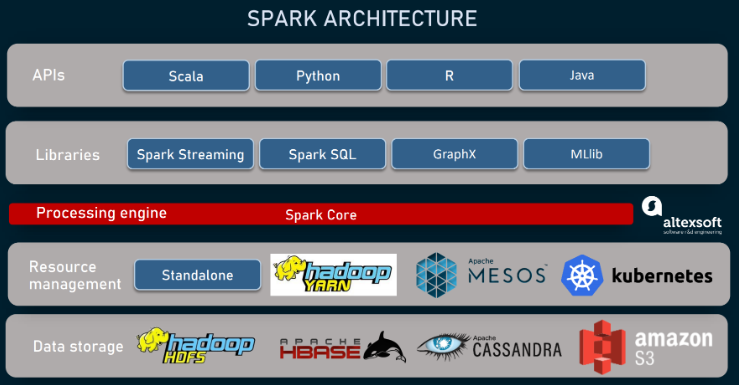 SPARK ARCHITECTURE
APIs
Scala
Python
R
Java
Libraries
Spark Streaming
Spark SQL
GraphX
MLlib
Processing engine
Spark Core
altexsoft
software r&d engineering
Resource
management
Standalone
hadoop
YARN
Apache
MESOS™
kubernetes
Data storage
hadoop
HDFS
APACHE
HBASE
Apache
CASSANDRA
amazon
S3